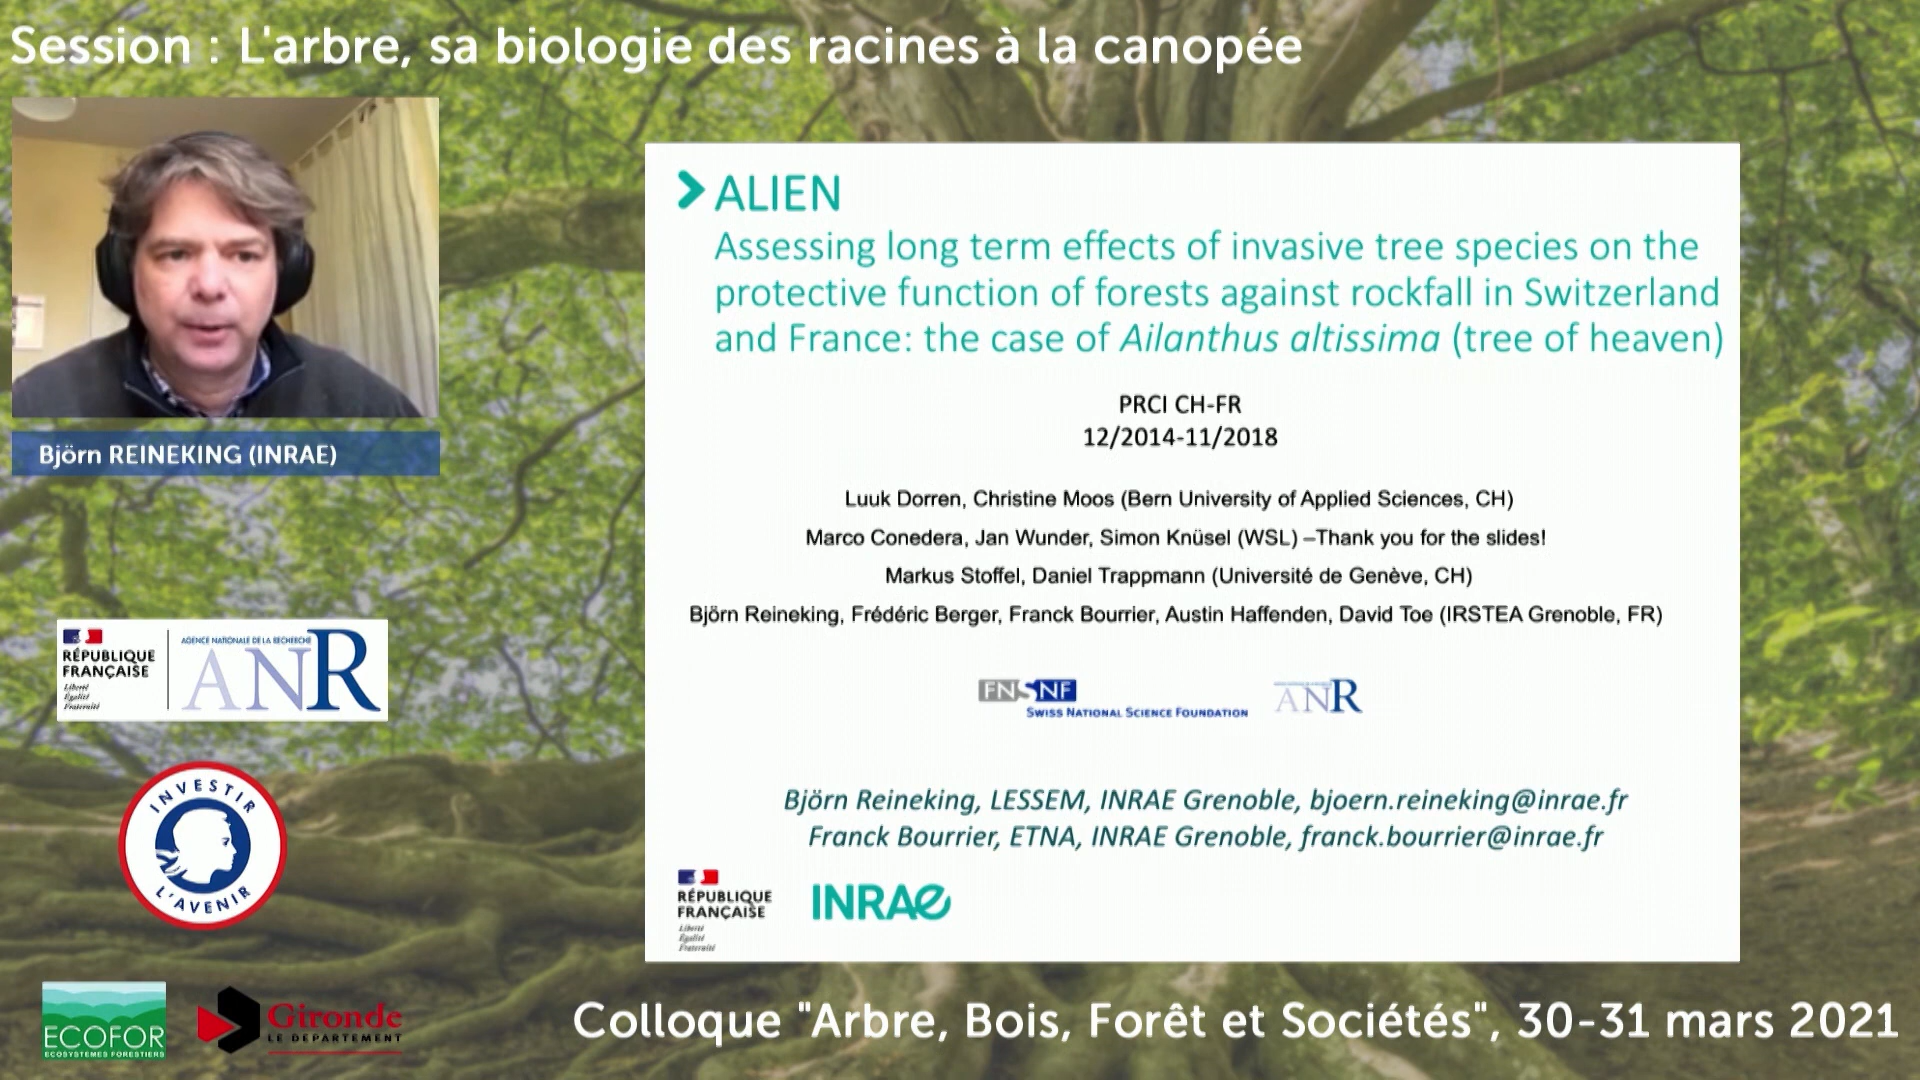 Session : L'arbre, sa biologie des racines à la canopée
Björn REINEKING (INRAE)
RÉPUBLIQUE
FRANÇAISE
Liberté
Égalité
Fraternité
AGENCE NATIONALE DE LA RECHERCHE
ANR
INVESTIR
L'AVENIR
ECOFOR
ECOSYSTEMES FORESTIERS
Gironde
LE DEPARTEMENT
ALIEN
Assessing long term effects of invasive tree species on the
protective function of forests against rockfall in Switzerland
and France: the case of Ailanthus altissima (tree of heaven)
PRCI CH-FR
12/2014-11/2018
Luuk Dorren, Christine Moos (Bern University of Applied Sciences, CH)
Marco Conedera, Jan Wunder, Simon Knüsel (WSL) –Thank you for the slides!
Markus Stoffel, Daniel Trappmann (Université de Genève, CH)
Björn Reineking, Frédéric Berger, Franck Bourrier, Austin Haffenden, David Toe (IRSTEA Grenoble, FR)
FNSNF
SWISS NATIONAL SCIENCE FOUNDATION
ANR
Björn Reineking, LESSEM, INRAE Grenoble, bjoern.reineking@inrae.fr
Franck Bourrier, ETNA, INRAE Grenoble, franck.bourrier@inrae.fr
RÉPUBLIQUE
FRANÇAISE
Liberté
Égalité
Fraternité
INRAE
Colloque "Arbre, Bois, Forêt et Sociétés", 30-31 mars 2021